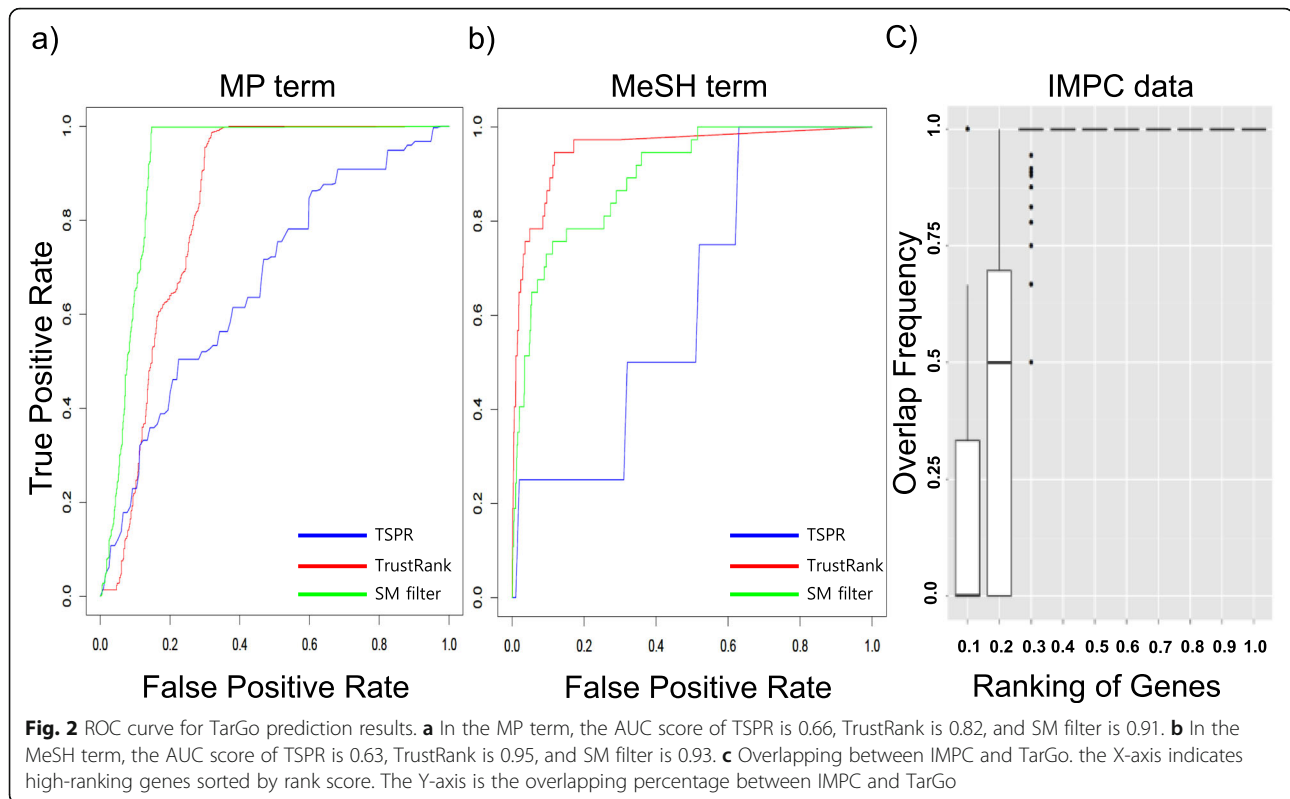 a)
MP term
True Positive Rate
1.0
0.8
0.6
0.4
0.2
0.0
TSPR
TrustRank
SM filter
0.0 0.2 0.4 0.6 0.8 1.0
False Positive Rate
b)
MeSH term
1.0
0.8
0.6
0.4
0.2
0.0
TSPR
TrustRank
SM filter
0.0 0.2 0.4 0.6 0.8 1.0
False Positive Rate
C)
IMPC data
Overlap Frequency
1.0
0.75
0.5
0.25
0.0
0.1 0.2 0.3 0.4 0.5 0.6 0.7 0.8 0.9 1.0
Ranking of Genes
Fig. 2 ROC curve for TarGo prediction results. a In the MP term, the AUC score of TSPR is 0.66, TrustRank is 0.82, and SM filter is 0.91. b In the
MeSH term, the AUC score of TSPR is 0.63, TrustRank is 0.95, and SM filter is 0.93. c Overlapping between IMPC and TarGo. the X-axis indicates
high-ranking genes sorted by rank score. The Y-axis is the overlapping percentage between IMPC and TarGo